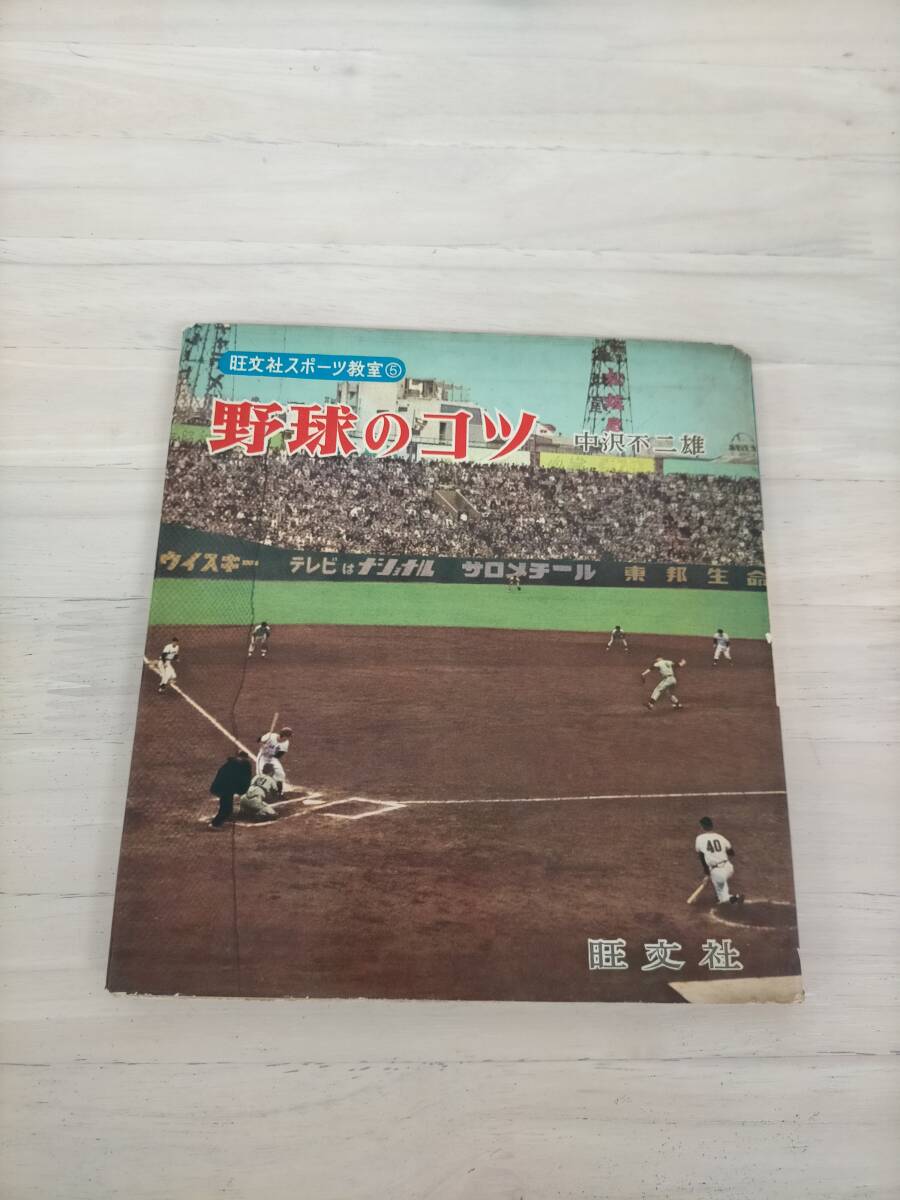 旺文社スポーツ教室⑤
野球のコツ
中沢不二雄
ウイスキー テレビはナショナル サロメチール 東邦生命
40
旺文社